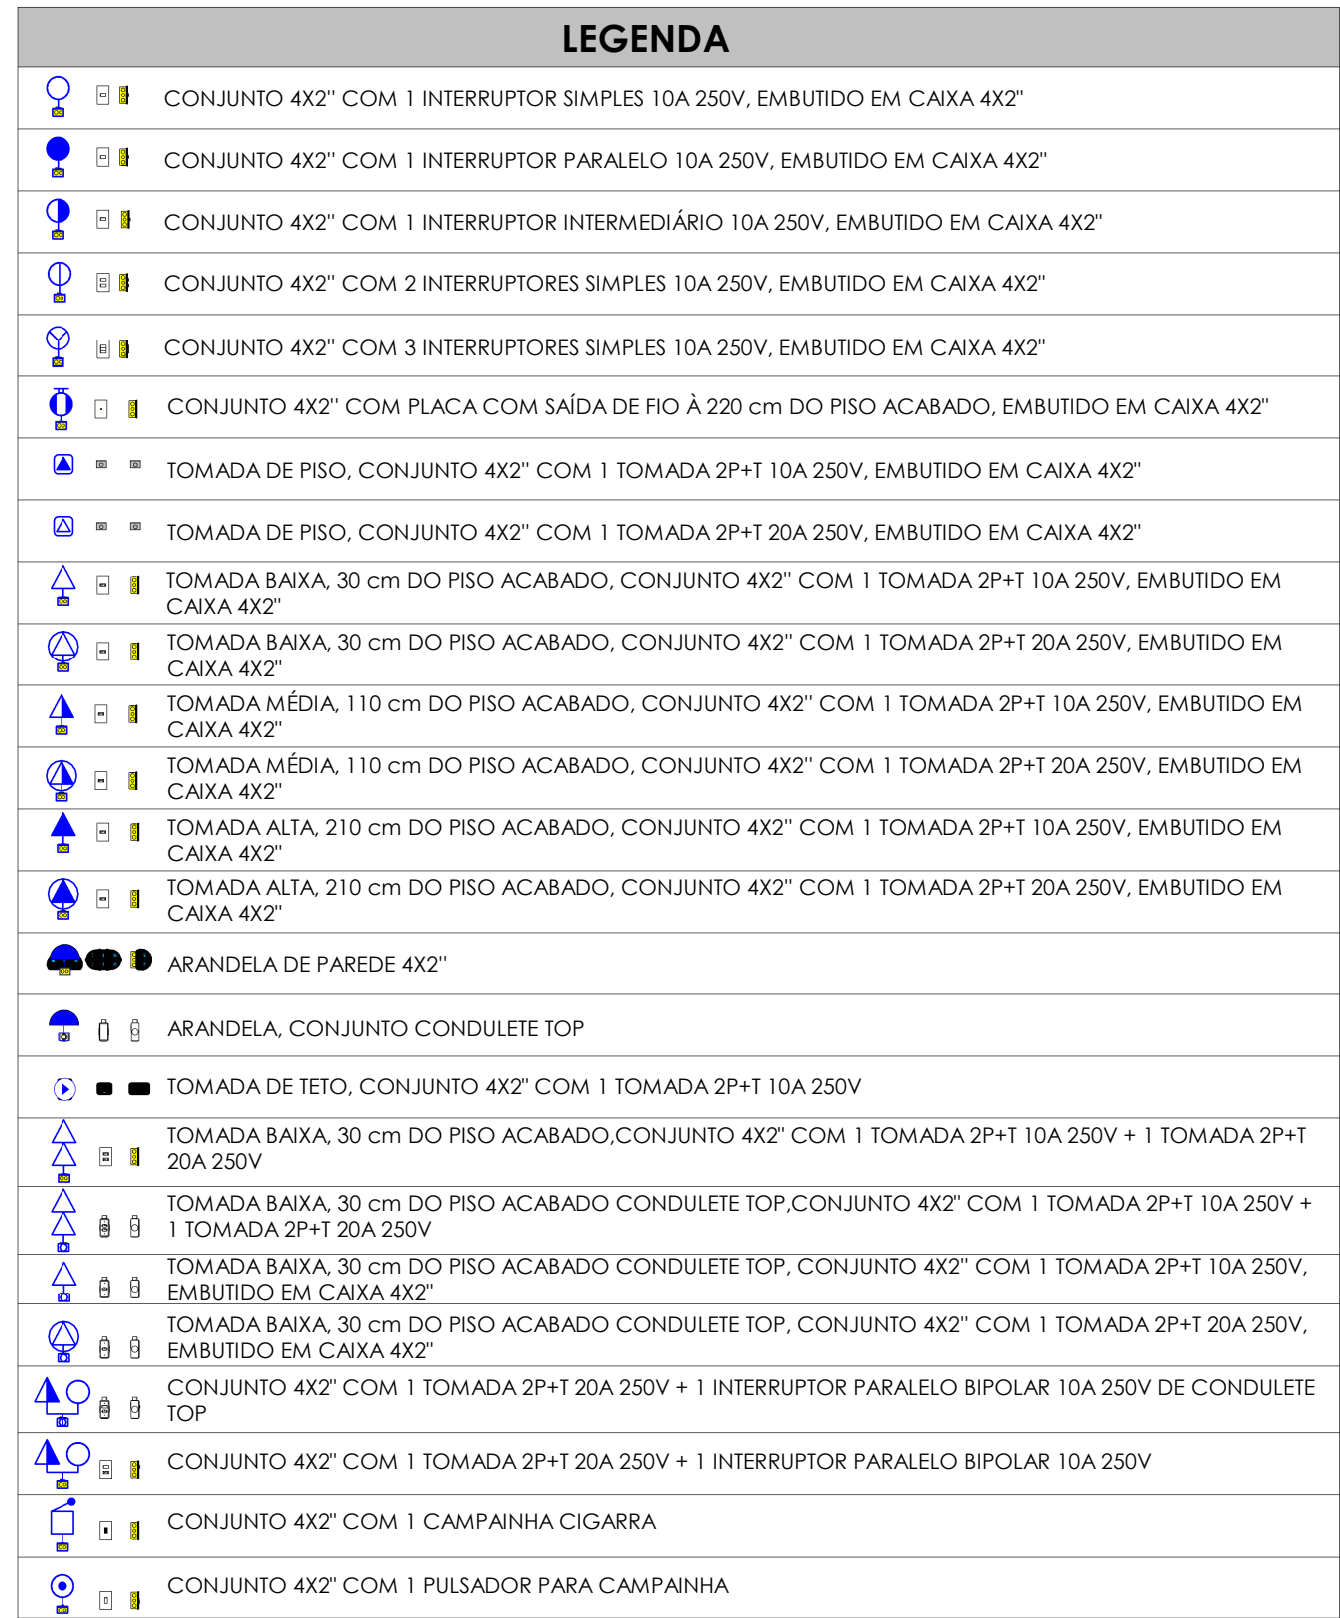 LEGENDA
CONJUNTO 4X2" COM 1 INTERRUPTOR SIMPLES 10A 250V, EMBUTIDO EM CAIXA 4X2"
CONJUNTO 4X2" COM 1 INTERRUPTOR PARALELO 10A 250V, EMBUTIDO EM CAIXA 4X2"
CONJUNTO 4X2" COM 1 INTERRUPTOR INTERMEDIÁRIO 10A 250V, EMBUTIDO EM CAIXA 4X2"
CONJUNTO 4X2" COM 2 INTERRUPTORES SIMPLES 10A 250V, EMBUTIDO EM CAIXA 4X2"
CONJUNTO 4X2" COM 3 INTERRUPTORES SIMPLES 10A 250V, EMBUTIDO EM CAIXA 4X2"
CONJUNTO 4X2" COM PLACA COM SAÍDA DE FIO À 220 cm DO PISO ACABADO, EMBUTIDO EM CAIXA 4X2"
TOMADA DE PISO, CONJUNTO 4X2" COM 1 TOMADA 2P+T 10A 250V, EMBUTIDO EM CAIXA 4X2"
TOMADA DE PISO, CONJUNTO 4X2" COM 1 TOMADA 2P+T 20A 250V, EMBUTIDO EM CAIXA 4X2"
TOMADA BAIXA, 30 cm DO PISO ACABADO, CONJUNTO 4X2" COM 1 TOMADA 2P+T 10A 250V, EMBUTIDO EM
CAIXA 4X2"
TOMADA BAIXA, 30 cm DO PISO ACABADO, CONJUNTO 4X2" COM 1 TOMADA 2P+T 20A 250V, EMBUTIDO EM
CAIXA 4X2"
TOMADA MÉDIA, 110 cm DO PISO ACABADO, CONJUNTO 4X2" COM 1 TOMADA 2P+T 10A 250V, EMBUTIDO EM
CAIXA 4X2"
TOMADA MÉDIA, 110 cm DO PISO ACABADO, CONJUNTO 4X2" COM 1 TOMADA 2P+T 20A 250V, EMBUTIDO EM
CAIXA 4X2"
TOMADA ALTA, 210 cm DO PISO ACABADO, CONJUNTO 4X2" COM 1 TOMADA 2P+T 10A 250V, EMBUTIDO EM
CAIXA 4X2"
TOMADA ALTA, 210 cm DO PISO ACABADO, CONJUNTO 4X2" COM 1 TOMADA 2P+T 20A 250V, EMBUTIDO EM
CAIXA 4X2"
ARANDELA DE PAREDE 4X2"
ARANDELA, CONJUNTO CONDULETE TOP
TOMADA DE TETO, CONJUNTO 4X2" COM 1 TOMADA 2P+T 10A 250V
TOMADA BAIXA, 30 cm DO PISO ACABADO,CONJUNTO 4X2" COM 1 TOMADA 2P+T 10A 250V + 1 TOMADA 2P+T
20A 250V
TOMADA BAIXA, 30 cm DO PISO ACABADO CONDULETE TOP,CONJUNTO 4X2" COM 1 TOMADA 2P+T 10A 250V +
1 TOMADA 2P+T 20A 250V
TOMADA BAIXA, 30 cm DO PISO ACABADO CONDULETE TOP, CONJUNTO 4X2" COM 1 TOMADA 2P+T 10A 250V,
EMBUTIDO EM CAIXA 4X2"
TOMADA BAIXA, 30 cm DO PISO ACABADO CONDULETE TOP, CONJUNTO 4X2" COM 1 TOMADA 2P+T 20A 250V,
EMBUTIDO EM CAIXA 4X2"
CONJUNTO 4X2" COM 1 TOMADA 2P+T 20A 250V + 1 INTERRUPTOR PARALELO BIPOLAR 10A 250V DE CONDULETE
TOP
CONJUNTO 4X2" COM 1 TOMADA 2P+T 20A 250V + 1 INTERRUPTOR PARALELO BIPOLAR 10A 250V
CONJUNTO 4X2" COM 1 CAMPAINHA CIGARRA
CONJUNTO 4X2" COM 1 PULSADOR PARA CAMPAINHA